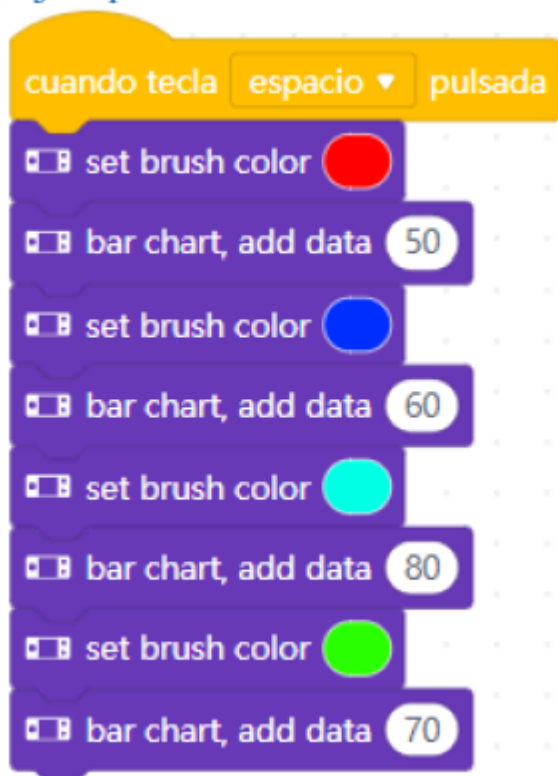 cuando tecla espacio pulsada
set brush color
bar chart, add data 50
set brush color
bar chart, add data 60
set brush color
bar chart, add data 80
set brush color
bar chart, add data 70